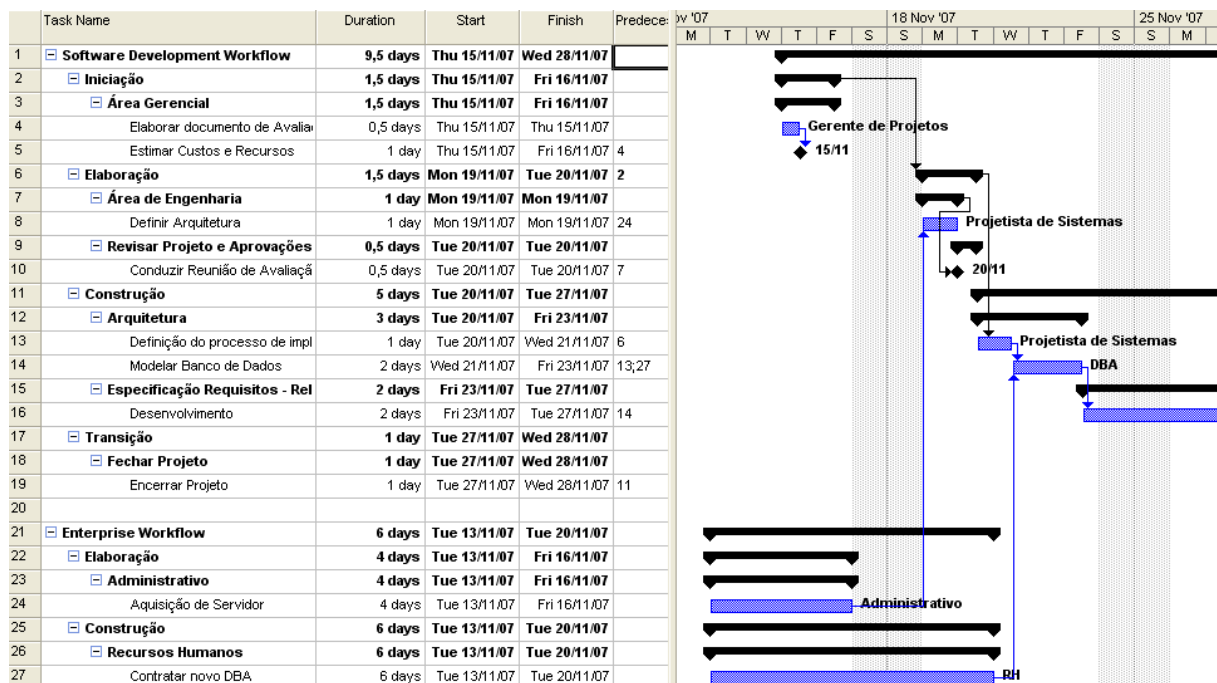 Task Name Duration Start Finish Predece: ov '07 18 Nov '07 25 Nov '07
M T W T F S S M T W T F S S M
1 Software Development Workflow 9,5 days Thu 15/11/07 Wed 28/11/07
2 Iniciação 1,5 days Thu 15/11/07 Fri 16/11/07
3 Área Gerencial 1,5 days Thu 15/11/07 Fri 16/11/07
4 Elaborar documento de Avalia 0,5 days Thu 15/11/07 Thu 15/11/07 Gerente de Projetos
5 Estimar Custos e Recursos 1 day Thu 15/11/07 Fri 16/11/07 4 15/11
6 Elaboração 1,5 days Mon 19/11/07 Tue 20/11/07 2
7 Área de Engenharia 1 day Mon 19/11/07 Mon 19/11/07
8 Definir Arquitetura 1 day Mon 19/11/07 Mon 19/11/07 24 Projetista de Sistemas
9 Revisar Projeto e Aprovações 0,5 days Tue 20/11/07 Tue 20/11/07
10 Conduzir Reunião de Avaliaçã 0,5 days Tue 20/11/07 Tue 20/11/07 7 20/11
11 Construção 5 days Tue 20/11/07 Tue 27/11/07
12 Arquitetura 3 days Tue 20/11/07 Fri 23/11/07
13 Definição do processo de impl 1 day Tue 20/11/07 Wed 21/11/07 6 Projetista de Sistemas
14 Modelar Banco de Dados 2 days Wed 21/11/07 Fri 23/11/07 13;27 DBA
15 Especificação Requisitos - Rel 2 days Fri 23/11/07 Tue 27/11/07
16 Desenvolvimento 2 days Fri 23/11/07 Tue 27/11/07 14
17 Transição 1 day Tue 27/11/07 Wed 28/11/07
18 Fechar Projeto 1 day Tue 27/11/07 Wed 28/11/07
19 Encerrar Projeto 1 day Tue 27/11/07 Wed 28/11/07 11
20
21 Enterprise Workflow 6 days Tue 13/11/07 Tue 20/11/07
22 Elaboração 4 days Tue 13/11/07 Fri 16/11/07
23 Administrativo 4 days Tue 13/11/07 Fri 16/11/07
24 Aquisição de Servidor 4 days Tue 13/11/07 Fri 16/11/07 Administrativo
25 Construção 6 days Tue 13/11/07 Tue 20/11/07
26 Recursos Humanos 6 days Tue 13/11/07 Tue 20/11/07
27 Contratar novo DBA 6 days Tue 13/11/07 Tue 20/11/07 RH